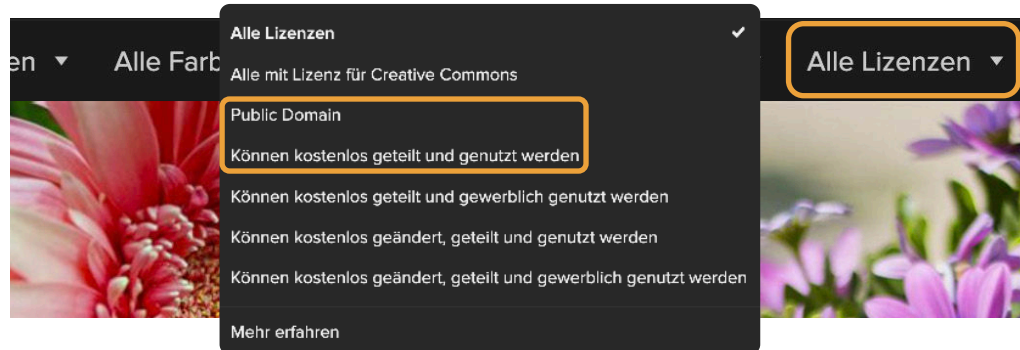 en
Alle Farb
Alle Lizenzen
Alle Lizenzen
Alle mit Lizenz für Creative Commons
Public Domain
Können kostenlos geteilt und genutzt werden
Können kostenlos geteilt und gewerblich genutzt werden
Können kostenlos geändert, geteilt und genutzt werden
Können kostenlos geändert, geteilt und gewerblich genutzt werden
Mehr erfahren